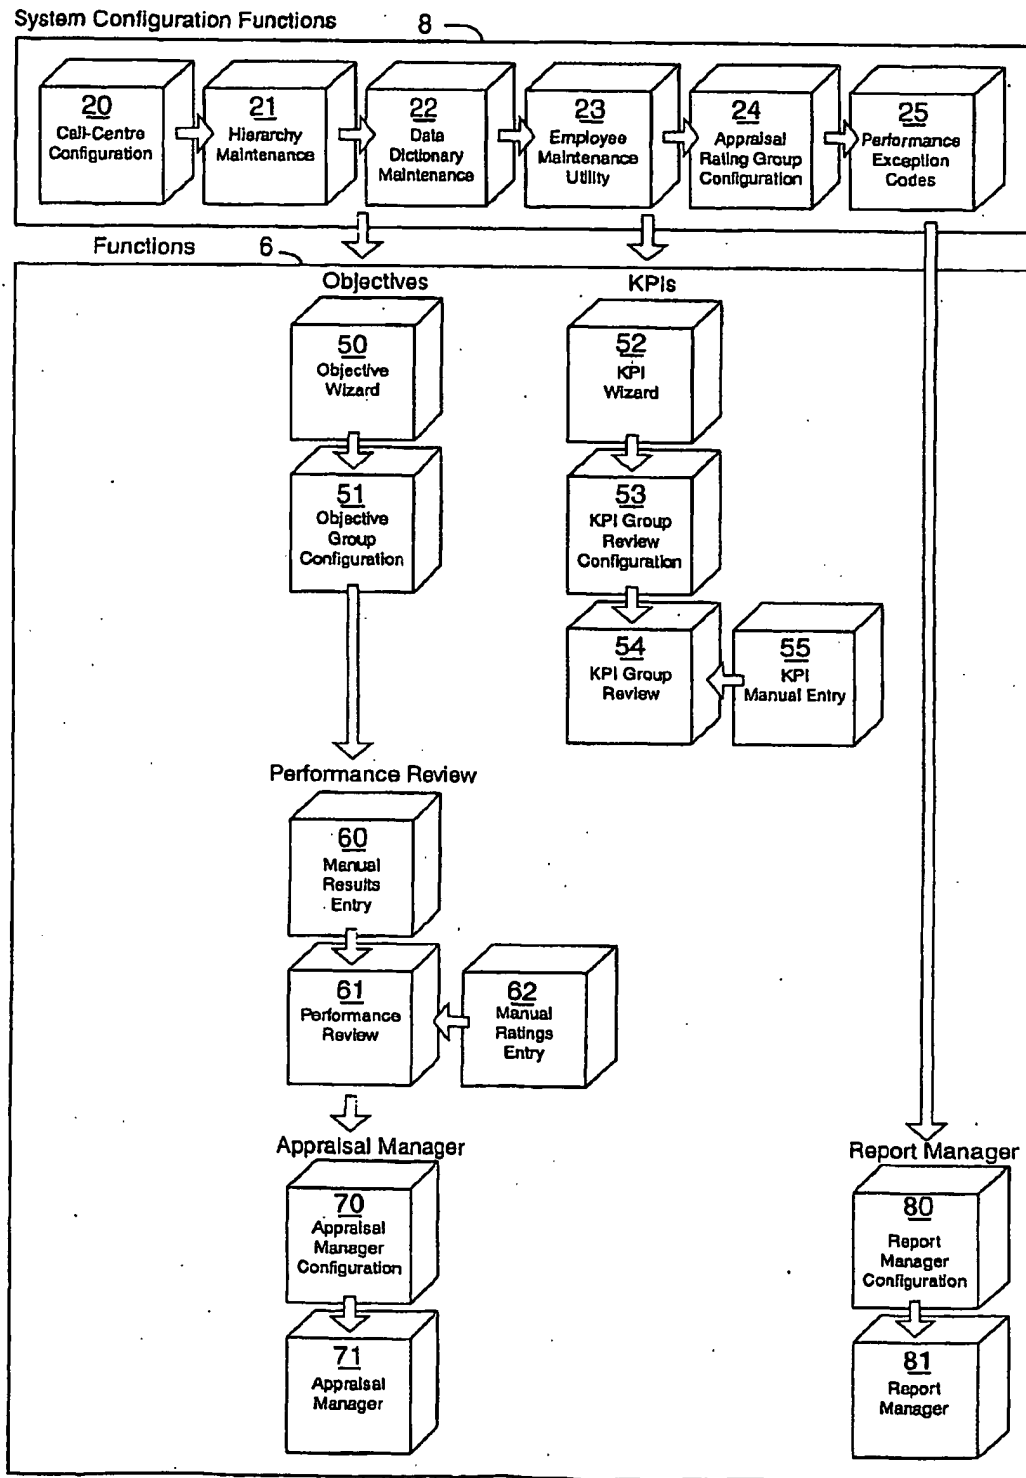 System Configuration Functions
8
20
Call-Centre
Configuration
21
Hierarchy
Maintenance
22
Data
Dictionary
Maintenance
23
Employee
Maintenance
Utility
24
Appraisal
Rating Group
Configuration
25
Performance
Exception
Codes
Functions
6
Objectives
KPIs
50
Objective
Wizard
52
KPI
Wizard
51
Objective
Group
Configuration
53
KPI Group
Review
Configuration
54
KPI Group
Review
55
KPI
Manual Entry
Performance Review
60
Manual
Results
Entry
61
Performance
Review
62
Manual
Ratings
Entry
Appraisal Manager
Report Manager
70
Appraisal
Manager
Configuration
80
Report
Manager
Configuration
71
Appraisal
Manager
81
Report
Manager